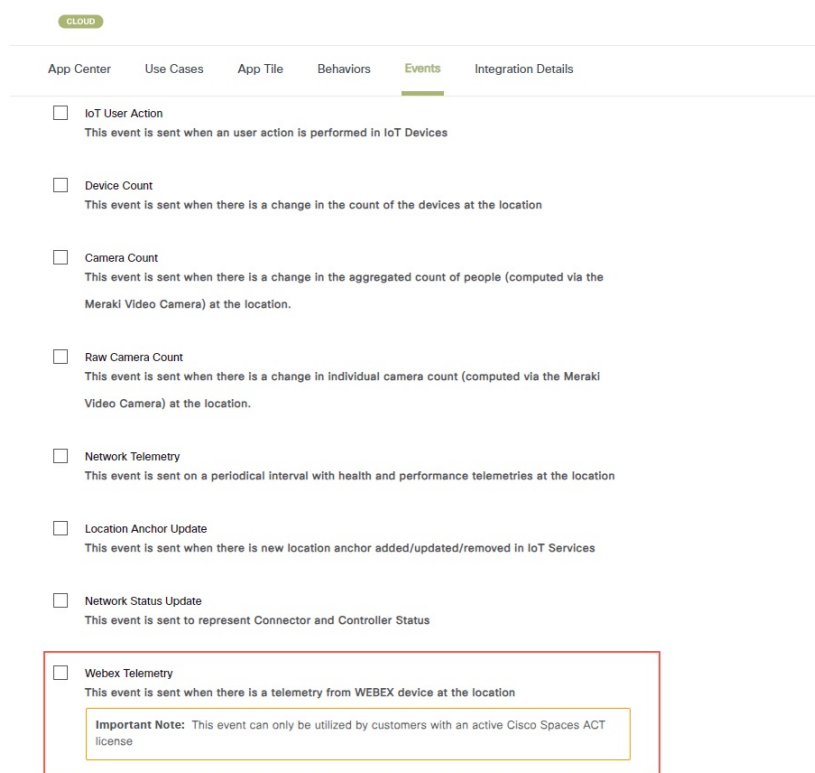 CLOUD
App Center Use Cases App Tile Behaviors Events Integration Details
IoT User Action
This event is sent when an user action is performed in IoT Devices
Device Count
This event is sent when there is a change in the count of the devices at the location
Camera Count
This event is sent when there is a change in the aggregated count of people (computed via the
Meraki Video Camera) at the location.
Raw Camera Count
This event is sent when there is a change in individual camera count (computed via the Meraki
Video Camera) at the location.
Network Telemetry
This event is sent on a periodical interval with health and performance telemetries at the location
Location Anchor Update
This event is sent when there is new location anchor added/updated/removed in IoT Services
Network Status Update
This event is sent to represent Connector and Controller Status
Webex Telemetry
This event is sent when there is a telemetry from WEBEX device at the location
Important Note: This event can only be utilized by customers with an active Cisco Spaces ACT
license